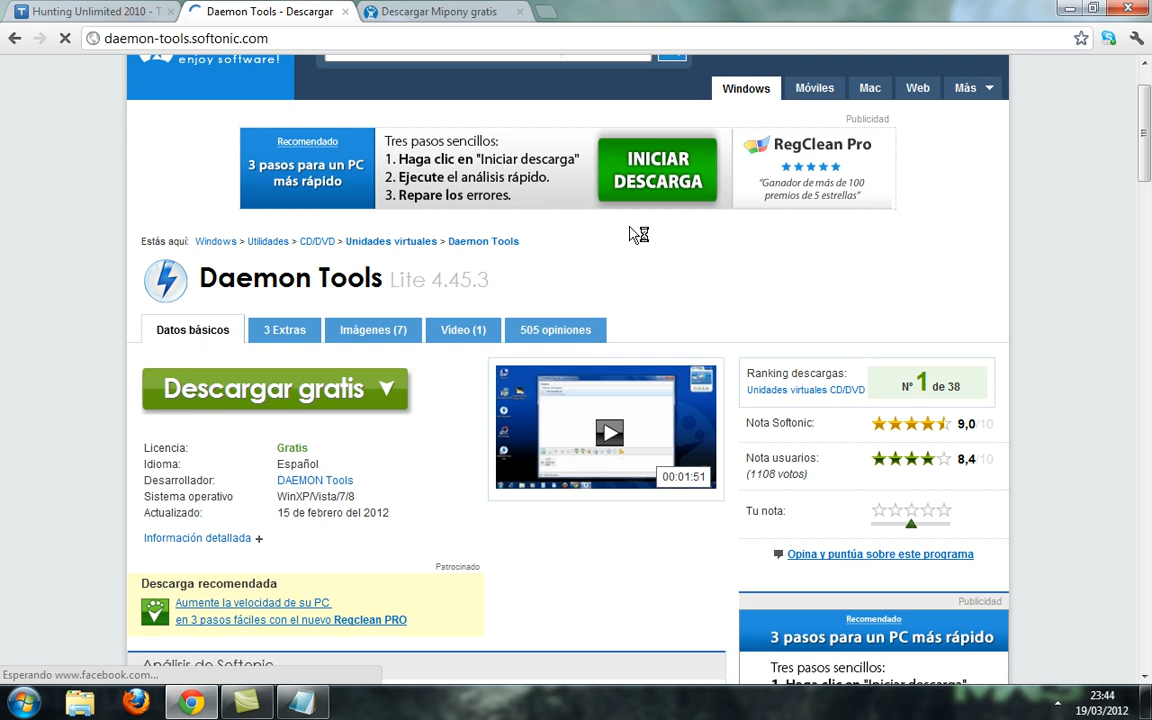 Hunting Unlimited 2010 - T
Daemon Tools - Descargar
Descargar Mipony gratis
daemon-tools.softonic.com
enjoy software!
Windows
Móviles
Mac
Web
Más
Publicidad
Recomendado
3 pasos para un PC
más rápido
Tres pasos sencillos:
1. Haga clic en "Iniciar descarga"
2. Ejecute el análisis rápido.
3. Repare los errores.
INICIAR
DESCARGA
RegClean Pro
"Ganador de más de 100
premios de 5 estrellas"
Estás aquí: Windows > Utilidades > CD/DVD > Unidades virtuales > Daemon Tools
Daemon Tools Lite 4.45.3
Datos básicos
3 Extras
Imágenes (7)
Vídeo (1)
505 opiniones
Descargar gratis
00:01:51
Ranking descargas:
Unidades virtuales CD/DVD
Nº 1 de 38
Nota Softonic:
9,0/10
Nota usuarios:
(1108 votos)
8,4/10
Tu nota:
Opina y puntúa sobre este programa
Licencia: Gratis
Idioma: Español
Desarrollador: DAEMON Tools
Sistema operativo WinXP/Vista/7/8
Actualizado: 15 de febrero del 2012
Información detallada +
Patrocinado
Descarga recomendada
Aumente la velocidad de su PC
en 3 pasos fáciles con el nuevo Regclean PRO
Publicidad
Recomendado
3 pasos para un PC más rápido
Tres pasos sencillos:
1. Haga clic en "Iniciar descarga"
Análisis de Softonic
Esperando www.facebook.com...
23:44
19/03/2012